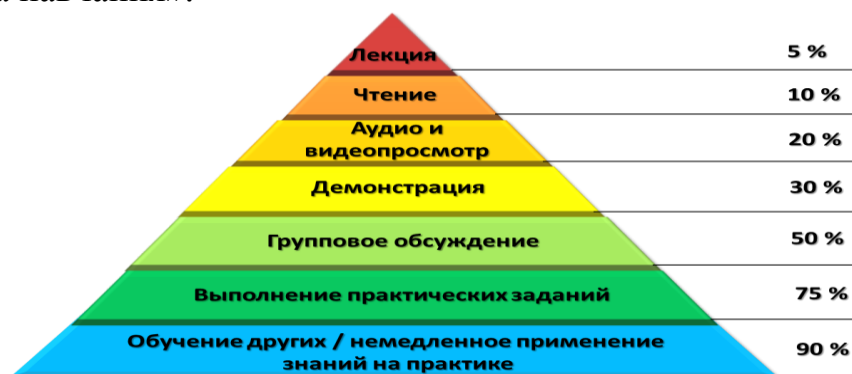 Лекция 5 %
Чтение 10 %
Аудио и
видеопросмотр 20 %
Демонстрация 30 %
Групповое обсуждение 50 %
Выполнение практических заданий 75 %
Обучение других / немедленное применение
знаний на практике 90 %